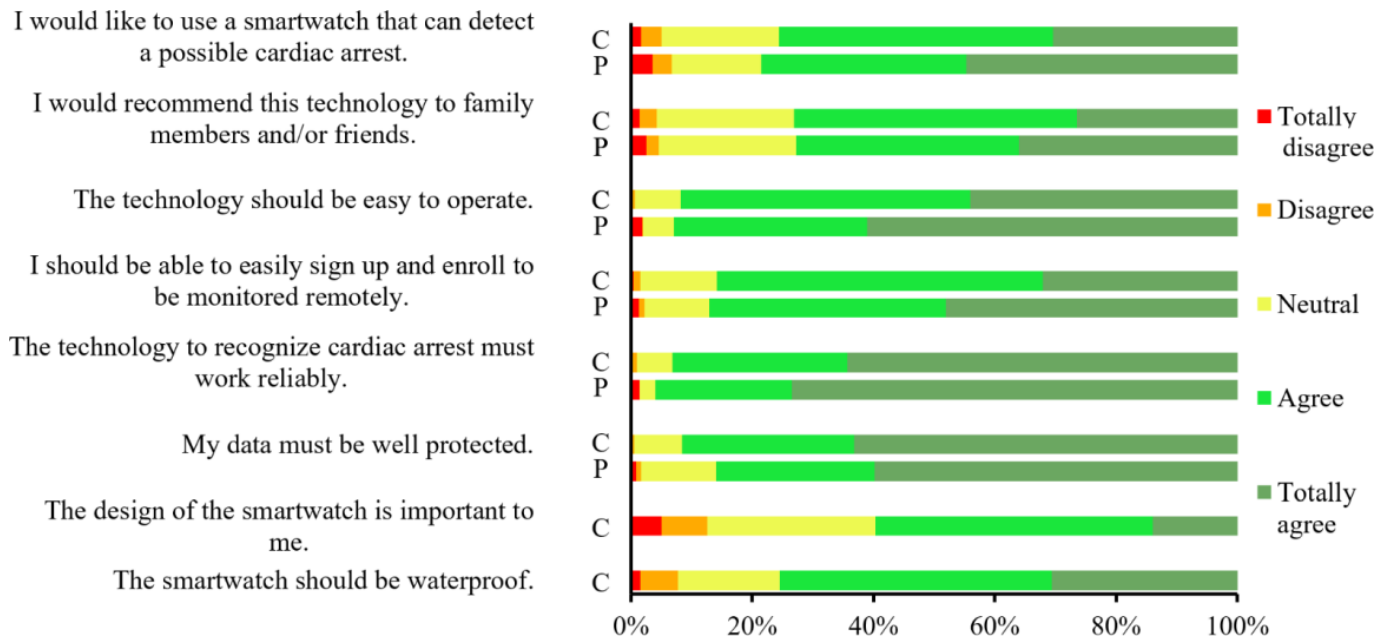 I would like to use a smartwatch that can detect
a possible cardiac arrest.
C
P
I would recommend this technology to family
members and/or friends.
C
P
The technology should be easy to operate.
C
P
I should be able to easily sign up and enroll to
be monitored remotely.
C
P
The technology to recognize cardiac arrest must
work reliably.
C
P
My data must be well protected.
C
P
The design of the smartwatch is important to
me.
C
The smartwatch should be waterproof.
C
0% 20% 40% 60% 80% 100%
Totally
disagree
Disagree
Neutral
Agree
Totally
agree